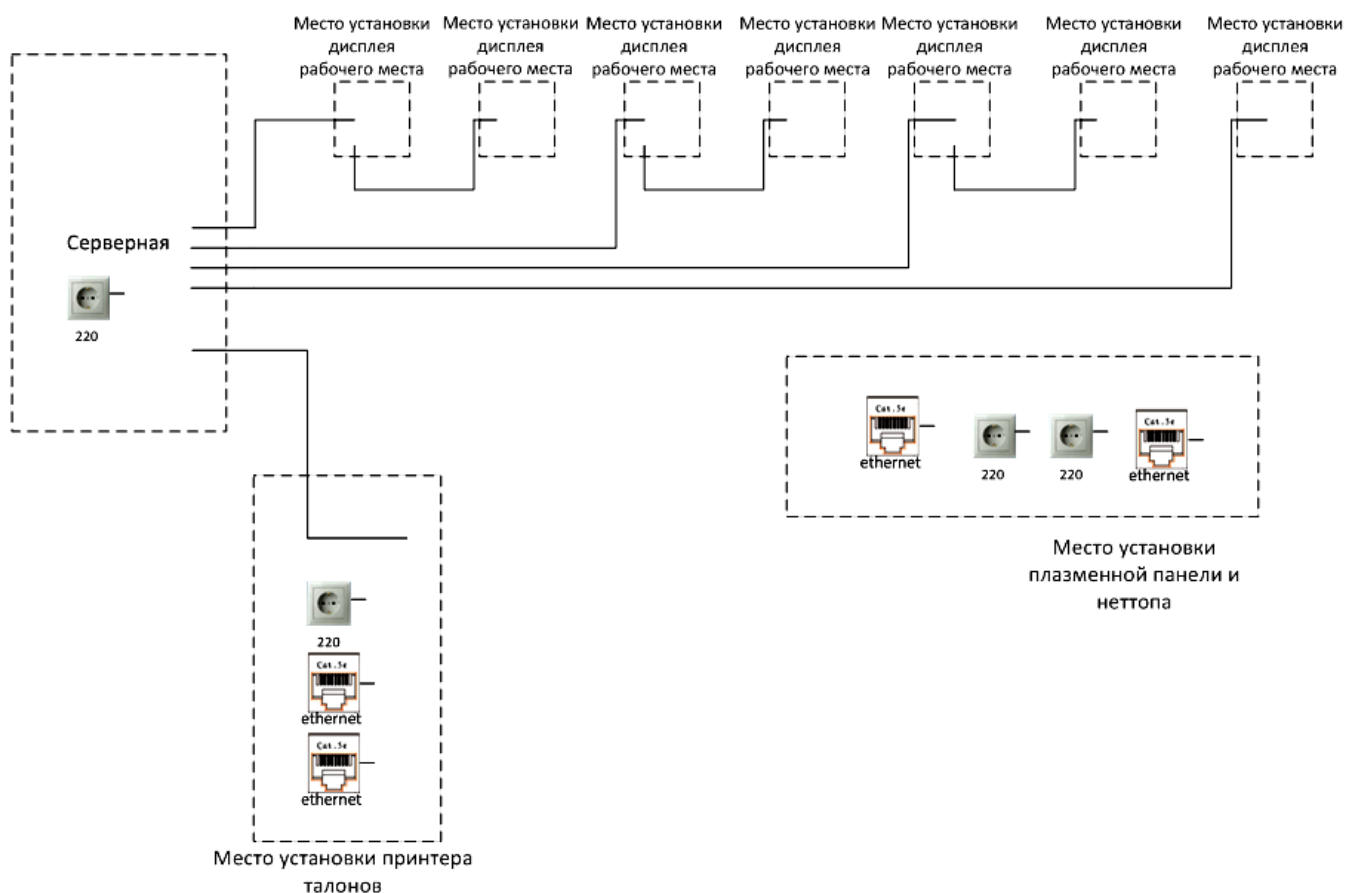 Место установки
дисплея
рабочего места
Место установки
дисплея
рабочего места
Место установки
дисплея
рабочего места
Место установки
дисплея
рабочего места
Место установки
дисплея
рабочего места
Место установки
дисплея
рабочего места
Место установки
дисплея
рабочего места
Серверная
220
Cat.5e
ethernet
220
220
Cat.5e
ethernet
Место установки
плазменной панели и
неттопа
220
Cat.5e
ethernet
Cat.5e
ethernet
Место установки принтера
талонов